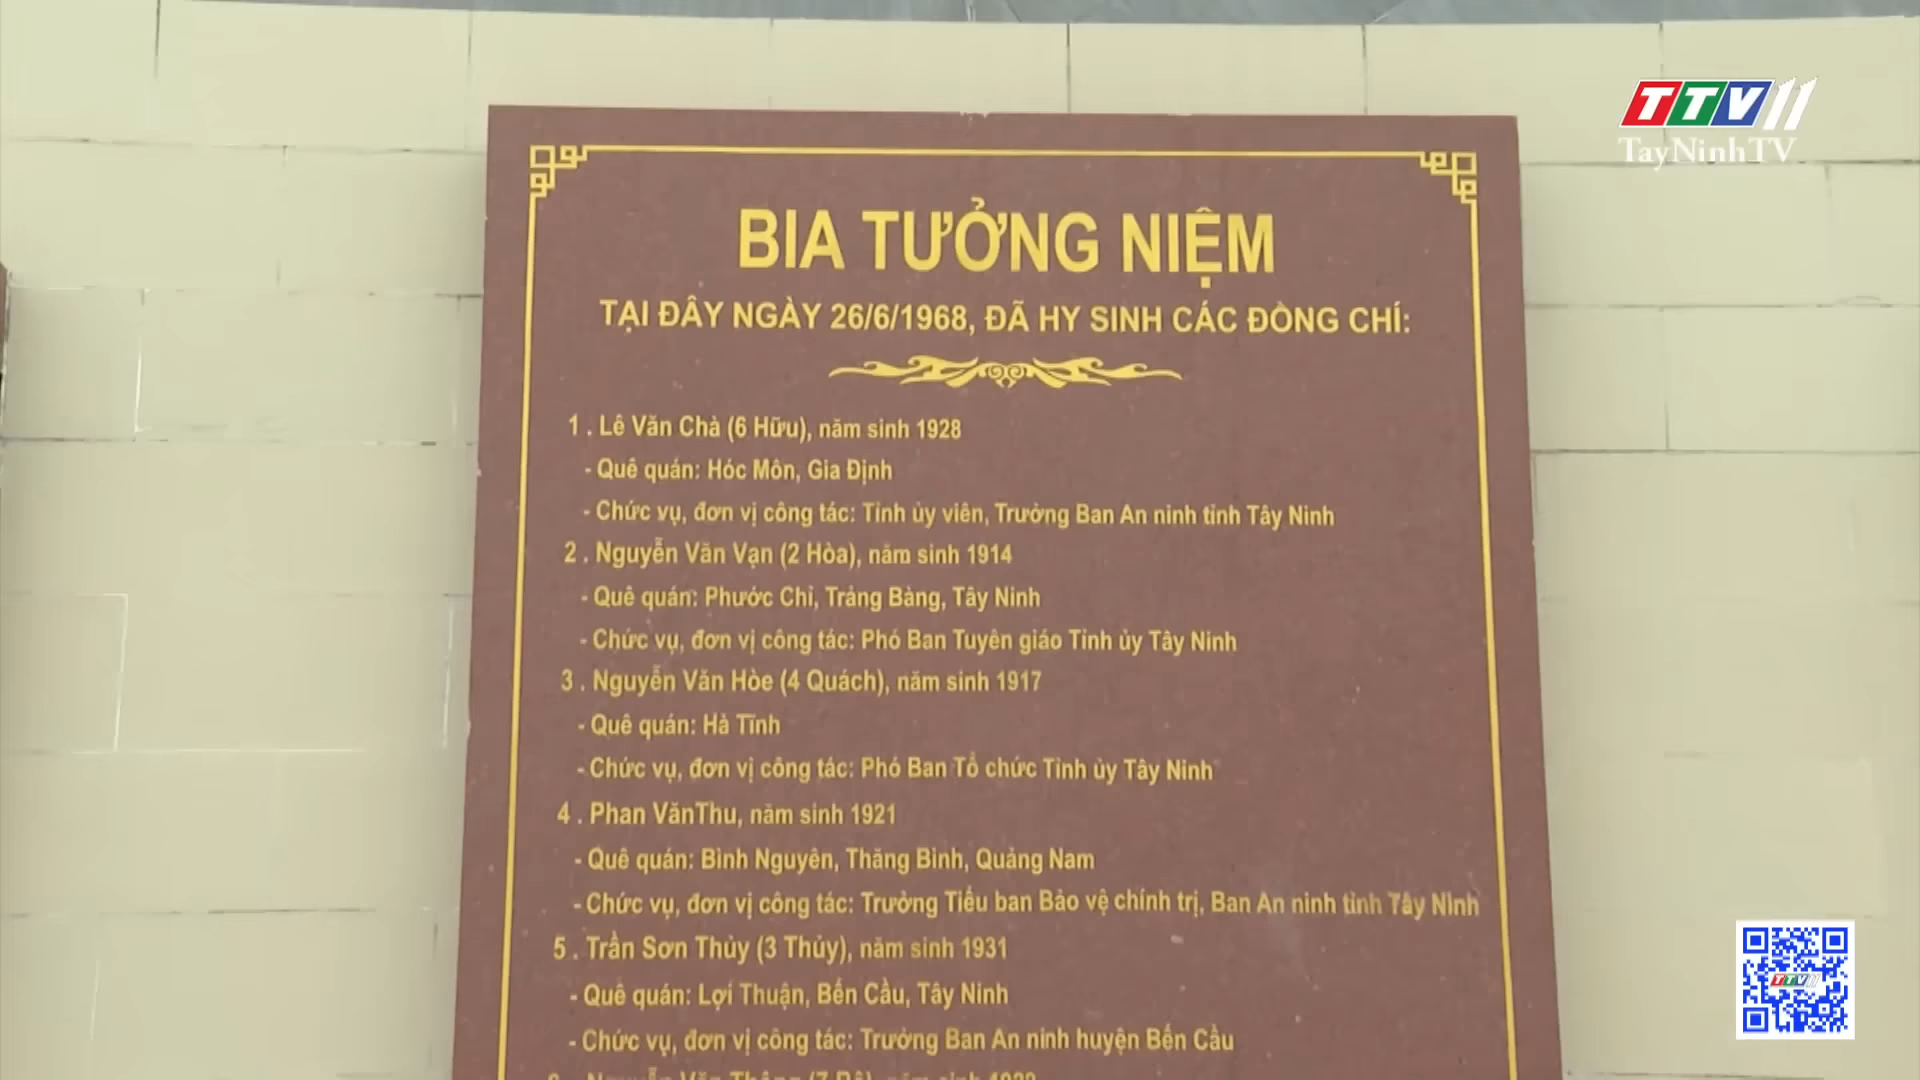 TTV11
TayNinhTV
BIA TƯỞNG NIỆM
TẠI ĐÂY NGÀY 26/6/1968, ĐÃ HY SINH CÁC ĐỒNG CHÍ:
1 . Lê Văn Chà (6 Hữu), năm sinh 1928
- Quê quán: Hóc Môn, Gia Định
- Chức vụ, đơn vị công tác: Tỉnh ủy viên, Trưởng Ban An ninh tỉnh Tây Ninh
2 . Nguyễn Văn Vạn (2 Hòa), năm sinh 1914
- Quê quán: Phước Chỉ, Trảng Bàng, Tây Ninh
- Chức vụ, đơn vị công tác: Phó Ban Tuyên giáo Tỉnh ủy Tây Ninh
3 . Nguyễn Văn Hòe (4 Quách), năm sinh 1917
- Quê quán: Hà Tĩnh
- Chức vụ, đơn vị công tác: Phó Ban Tổ chức Tỉnh ủy Tây Ninh
4 . Phan VănThu, năm sinh 1921
- Quê quán: Bình Nguyên, Thăng Bình, Quảng Nam
- Chức vụ, đơn vị công tác: Trưởng Tiểu ban Bảo vệ chính trị, Ban An ninh tỉnh Tây Ninh
5 . Trần Sơn Thủy (3 Thủy), năm sinh 1931
- Quê quán: Lợi Thuận, Bến Cầu, Tây Ninh
- Chức vụ, đơn vị công tác: Trưởng Ban An ninh huyện Bến Cầu
TTV11